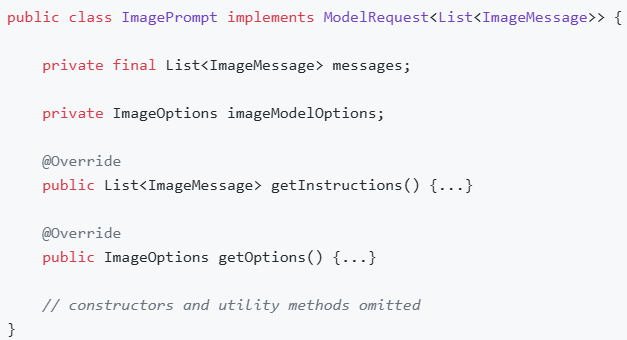 public class ImagePrompt implements ModelRequest<List<ImageMessage>> {
    private final List<ImageMessage> messages;
    private ImageOptions imageModelOptions;
    @Override
    public List<ImageMessage> getInstructions() {...}
    @Override
    public ImageOptions getOptions() {...}
    // constructors and utility methods omitted
}